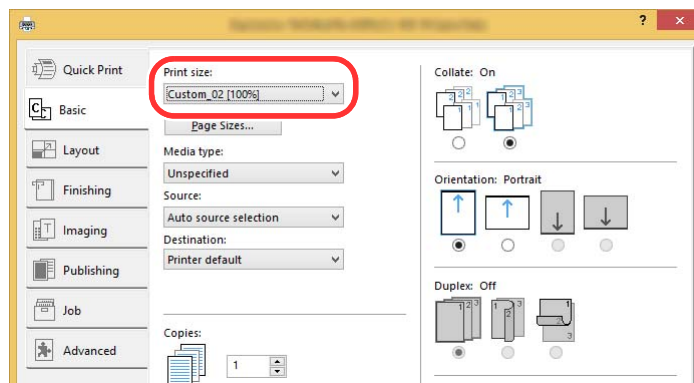 ?
×
Quick Print
Basic
Layout
Finishing
Imaging
Publishing
Job
Advanced
Print size:
Custom_02 [100%]
Page Sizes...
Media type:
Unspecified
Source:
Auto source selection
Destination:
Printer default
Copies:
1
Collate: On
Orientation: Portrait
Duplex: Off